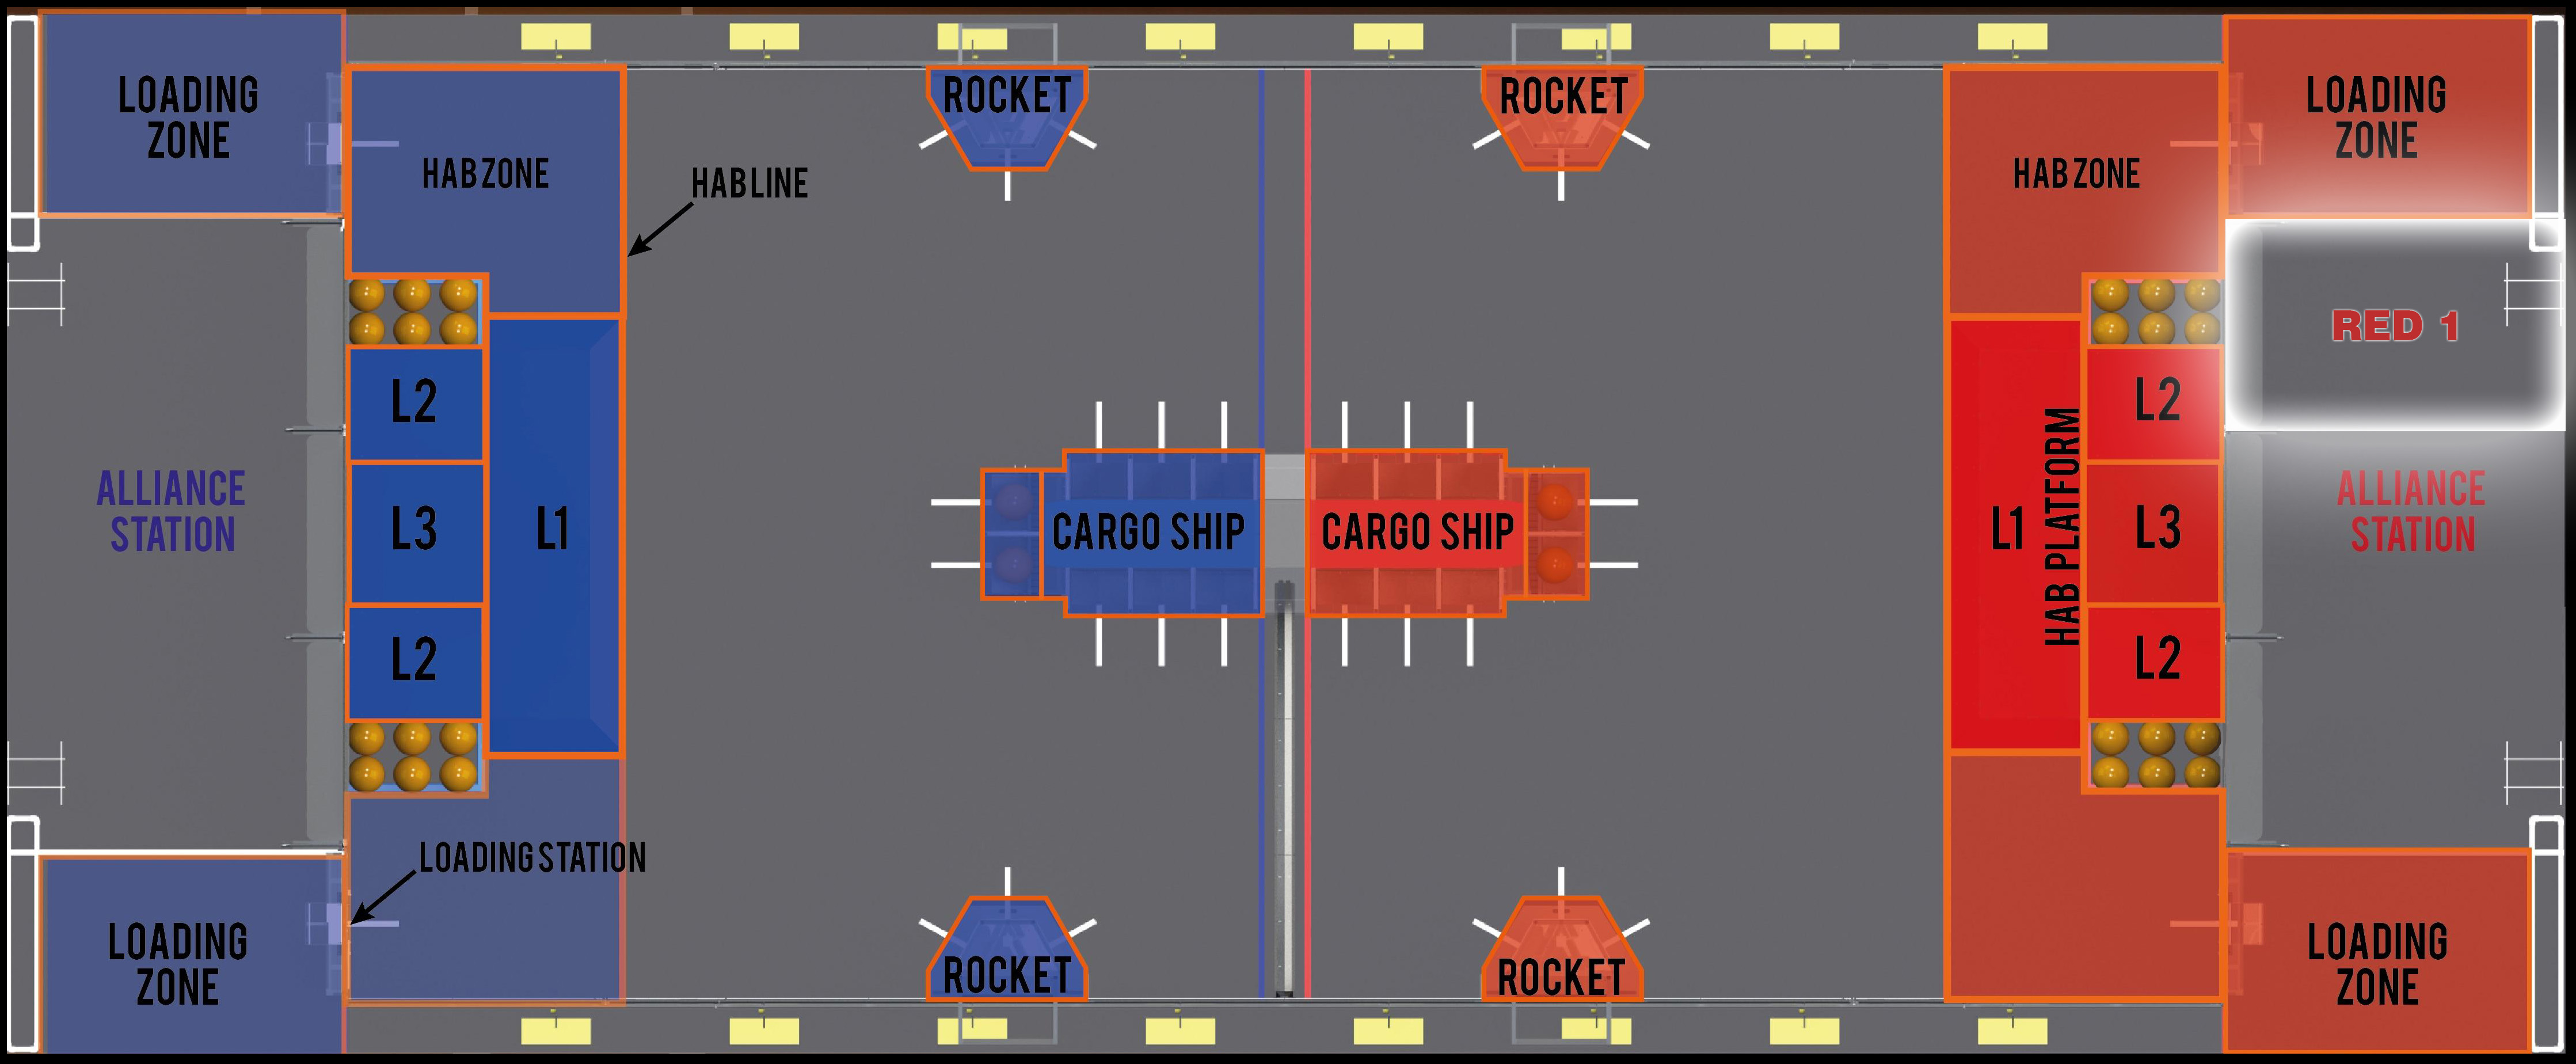 LOADING
ZONE
ROCKET
ROCKET
LOADING
ZONE
HAB ZONE
HAB LINE
HAB ZONE
RED 1
L2
L2
ALLIANCE
STATION
L3
L1
CARGO SHIP
CARGO SHIP
L1
HAB PLATFORM
L3
ALLIANCE
STATION
L2
L2
LOADING STATION
LOADING
ZONE
ROCKET
ROCKET
LOADING
ZONE